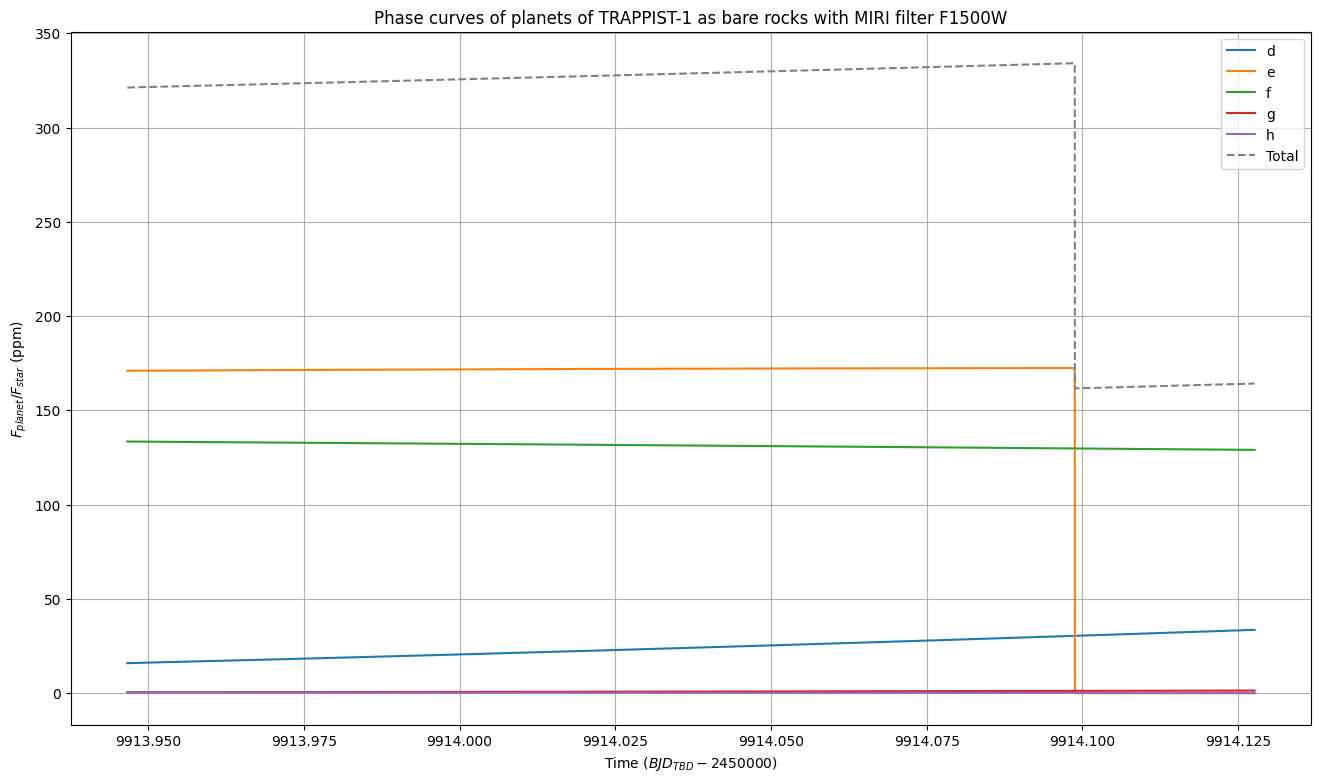 Phase curves of planets of TRAPPIST-1 as bare rocks with MIRI filter F1500W
350
300
250
200
150
100
50
0
F_planet/F_star (ppm)
d
e
f
g
h
Total
9913.950
9913.975
9914.000
9914.025
9914.050
9914.075
9914.100
9914.125
Time (BJD_TBD − 2450000)